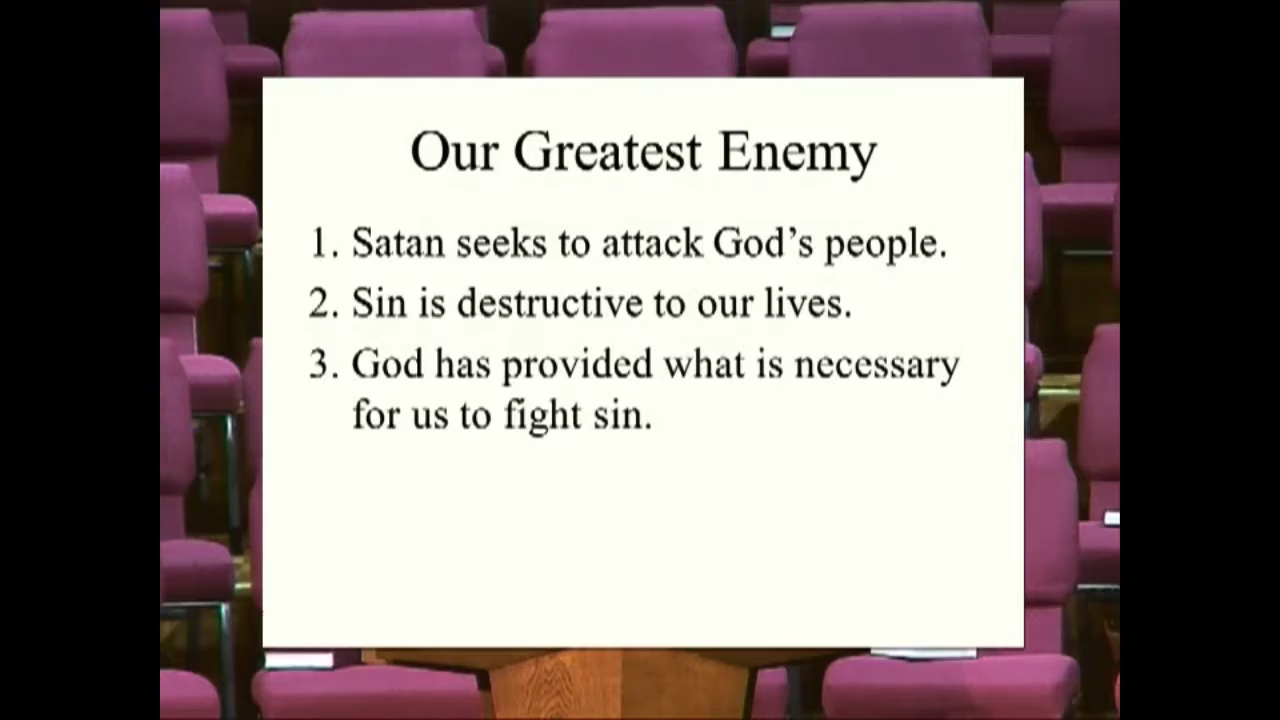 Our Greatest Enemy
1. Satan seeks to attack God's people.
2. Sin is destructive to our lives.
3. God has provided what is necessary
for us to fight sin.